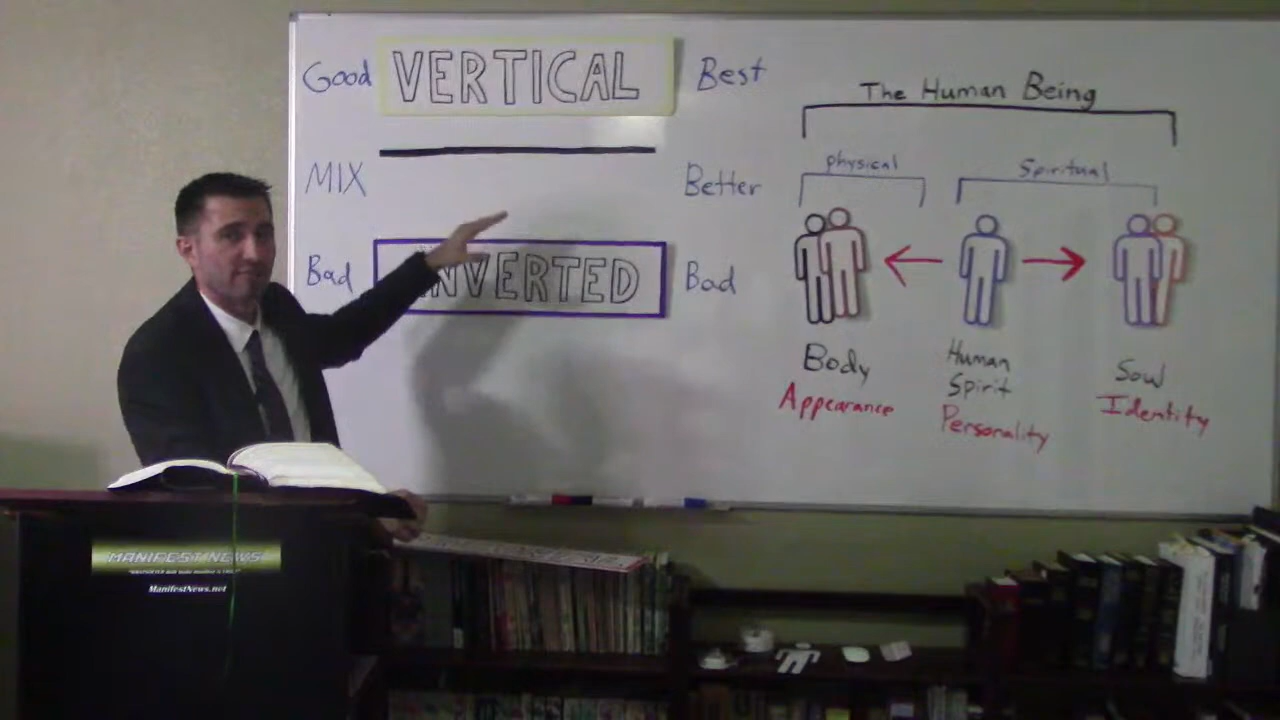 Good VERTICAL Best
MIX Better
Bad INVERTED Bad
The Human Being
physical Spiritual
Body
Appearance
Human
Spirit
Personality
Soul
Identity
MANIFEST NEWS
ManifestNews.net